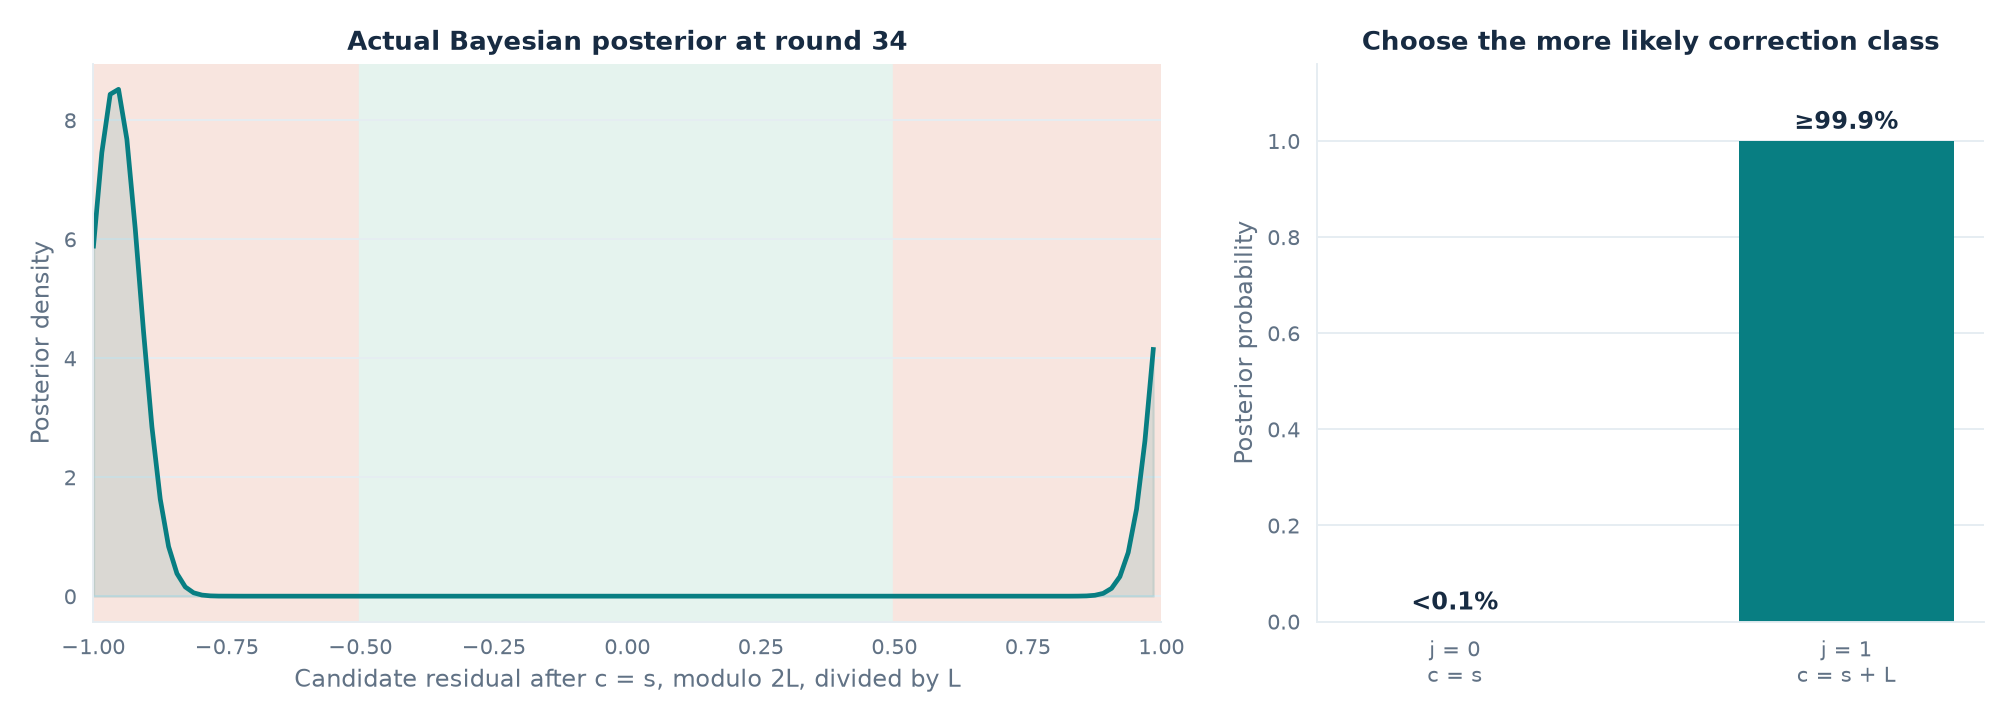 Actual Bayesian posterior at round 34
Posterior density
8
6
4
2
0
−1.00 −0.75 −0.50 −0.25 0.00 0.25 0.50 0.75 1.00
Candidate residual after c = s, modulo 2L, divided by L
Choose the more likely correction class
Posterior probability
1.0
0.8
0.6
0.4
0.2
0.0
<0.1%
≥99.9%
j = 0
c = s
j = 1
c = s + L